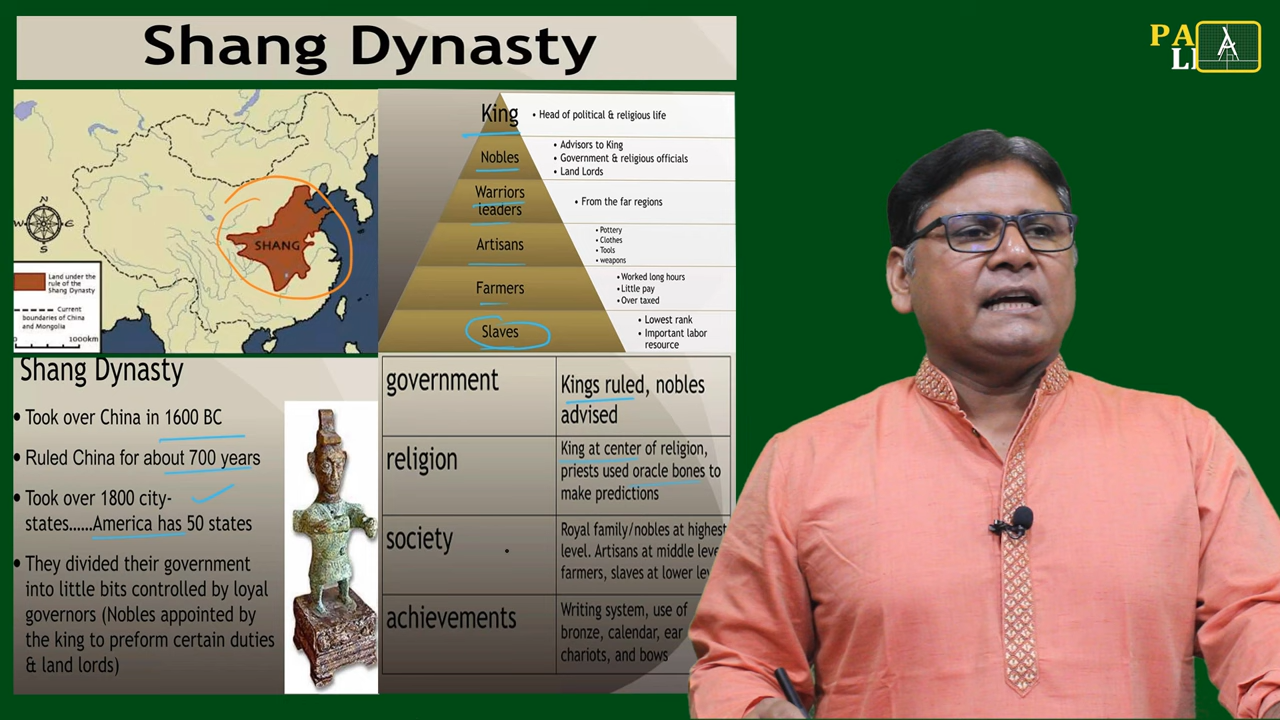 Shang Dynasty
PA
LI
W E
S
SHANG
Land under the
rule of the
Shang Dynasty
Current
boundaries of China
and Mongolia
1000km
King
• Head of political & religious life
Nobles
• Advisors to King
• Government & religious officials
• Land Lords
Warriors
leaders
• From the far regions
Artisans
• Pottery
• Clothes
• Tools
• weapons
Farmers
• Worked long hours
• Little pay
• Over taxed
Slaves
• Lowest rank
• Important labor
resource
Shang Dynasty
• Took over China in 1600 BC
• Ruled China for about 700 years
• Took over 1800 city-
states......America has 50 states
• They divided their government
into little bits controlled by loyal
governors (Nobles appointed by
the king to preform certain duties
& land lords)
government
Kings ruled, nobles
advised
religion
King at center of religion,
priests used oracle bones to
make predictions
society
Royal family/nobles at highest
level. Artisans at middle leve
farmers, slaves at lower lev
achievements
Writing system, use of
bronze, calendar, ear
chariots, and bows